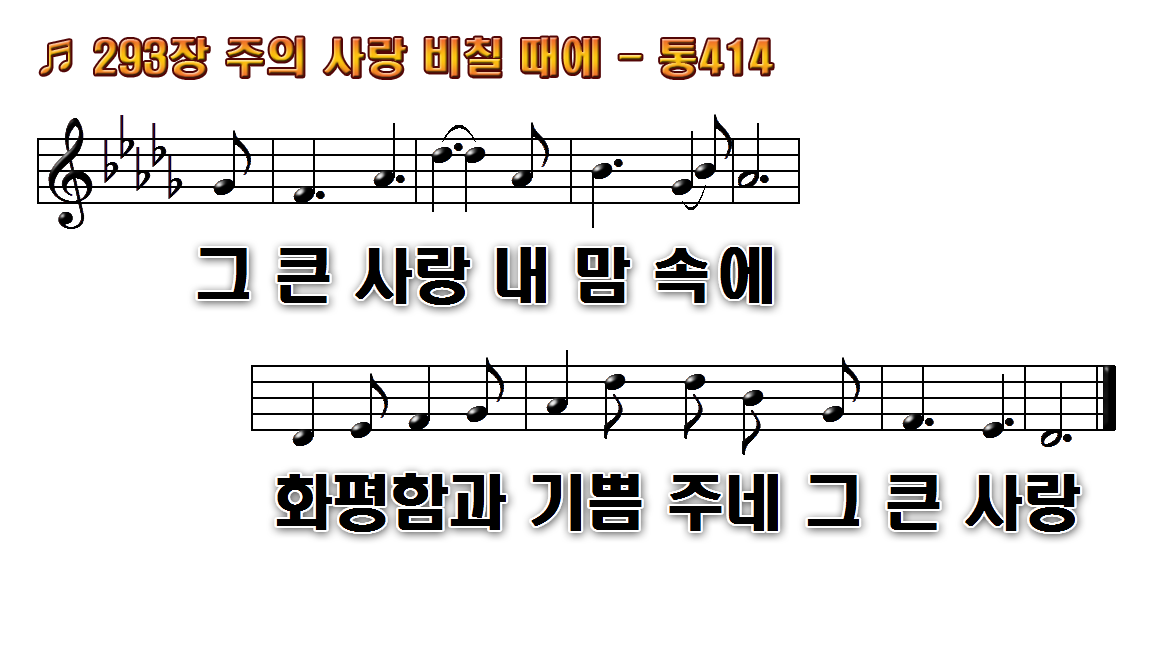 ♬ 293장 주의 사랑 비칠 때에 - 통414
그 큰 사랑 내 맘 속에
화평함과 기쁨 주네 그 큰 사랑